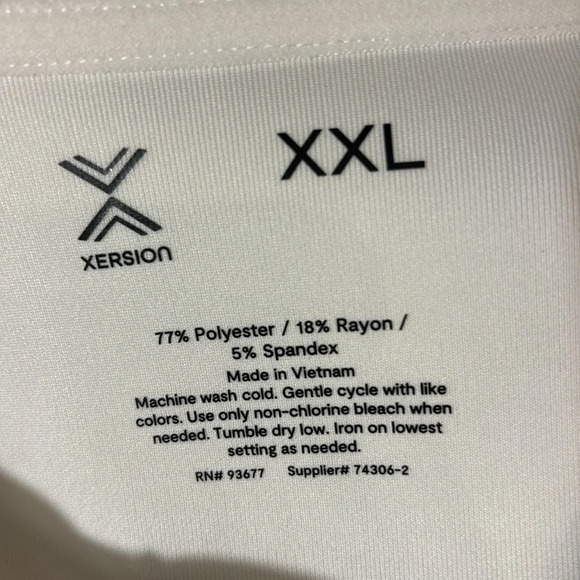 XXL
XERSION
77% Polyester / 18% Rayon /
5% Spandex
Made in Vietnam
Machine wash cold. Gentle cycle with like
colors. Use only non-chlorine bleach when
needed. Tumble dry low. Iron on lowest
setting as needed.
RN# 93677 Supplier# 74306-2